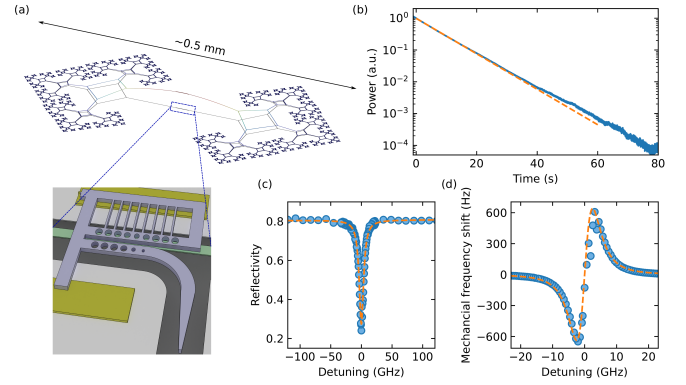 (a)
~0.5 mm
(b)
10⁰
10⁻¹
10⁻²
10⁻³
10⁻⁴
Power (a.u.)
0 20 40 60 80
Time (s)
(c)
0.8
0.6
0.4
0.2
Reflectivity
−100 −50 0 50 100
Detuning (GHz)
(d)
600
300
0
−300
−600
Mechancial frequency shift (Hz)
−20 −10 0 10 20
Detuning (GHz)